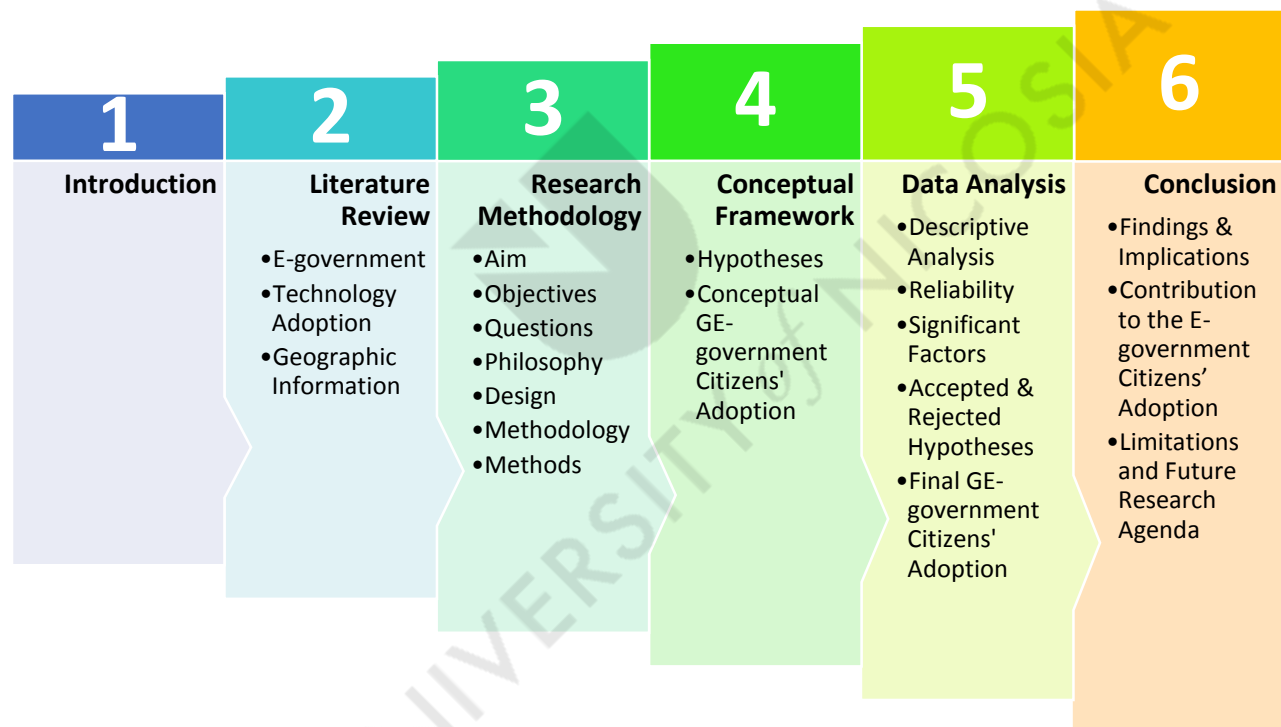 1
Introduction
2
Literature
Review
•E-government
•Technology
Adoption
•Geographic
Information
3
Research
Methodology
•Aim
•Objectives
•Questions
•Philosophy
•Design
•Methodology
•Methods
4
Conceptual
Framework
•Hypotheses
•Conceptual
GE-
government
Citizens'
Adoption
5
Data Analysis
•Descriptive
Analysis
•Reliability
•Significant
Factors
•Accepted &
Rejected
Hypotheses
•Final GE-
government
Citizens'
Adoption
6
Conclusion
•Findings &
Implications
•Contribution
to the E-
government
Citizens’
Adoption
•Limitations
and Future
Research
Agenda
IIVERSITY of NICOSIA